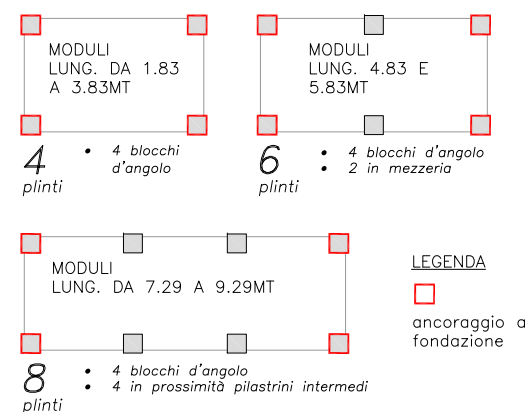 MODULI
LUNG. DA 1.83
A 3.83MT
4
plinti
• 4 blocchi
d'angolo
MODULI
LUNG. 4.83 E
5.83MT
6
plinti
• 4 blocchi d'angolo
• 2 in mezzeria
MODULI
LUNG. DA 7.29 A 9.29MT
8
plinti
• 4 blocchi d'angolo
• 4 in prossimità pilastrini intermedi
LEGENDA
ancoraggio a
fondazione